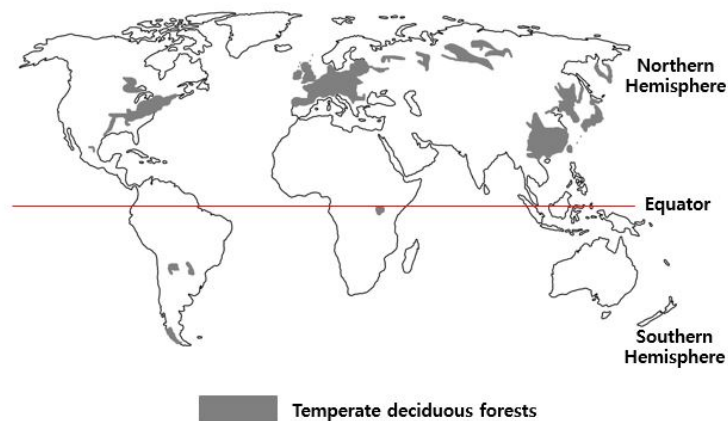 Northern
Hemisphere
Equator
Southern
Hemisphere
Temperate deciduous forests